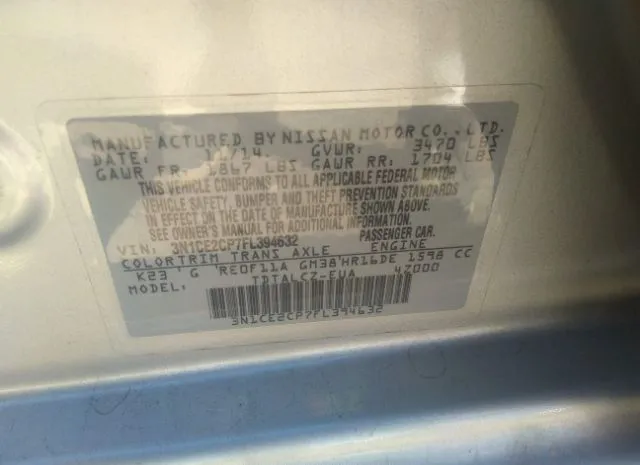 MANUFACTURED BY NISSAN MOTOR CO., LTD.
DATE: 11/14 GVWR: 3470 LBS
GAWR FR: 1867 LBS GAWR RR: 1704 LBS
THIS VEHICLE CONFORMS TO ALL APPLICABLE FEDERAL MOTOR
VEHICLE SAFETY, BUMPER, AND THEFT PREVENTION STANDARDS
IN EFFECT ON THE DATE OF MANUFACTURE SHOWN ABOVE.
SEE OWNER'S MANUAL FOR ADDITIONAL INFORMATION.
VIN: 3N1CE2CP7FL394632 PASSENGER CAR.
COLOR TRIM TRANS AXLE ENGINE
K23 G RE0F11A GM38 HR16DE 1598 CC
MODEL: TDTALCZ-EUA 47000
3N1CE2CP7FL394632